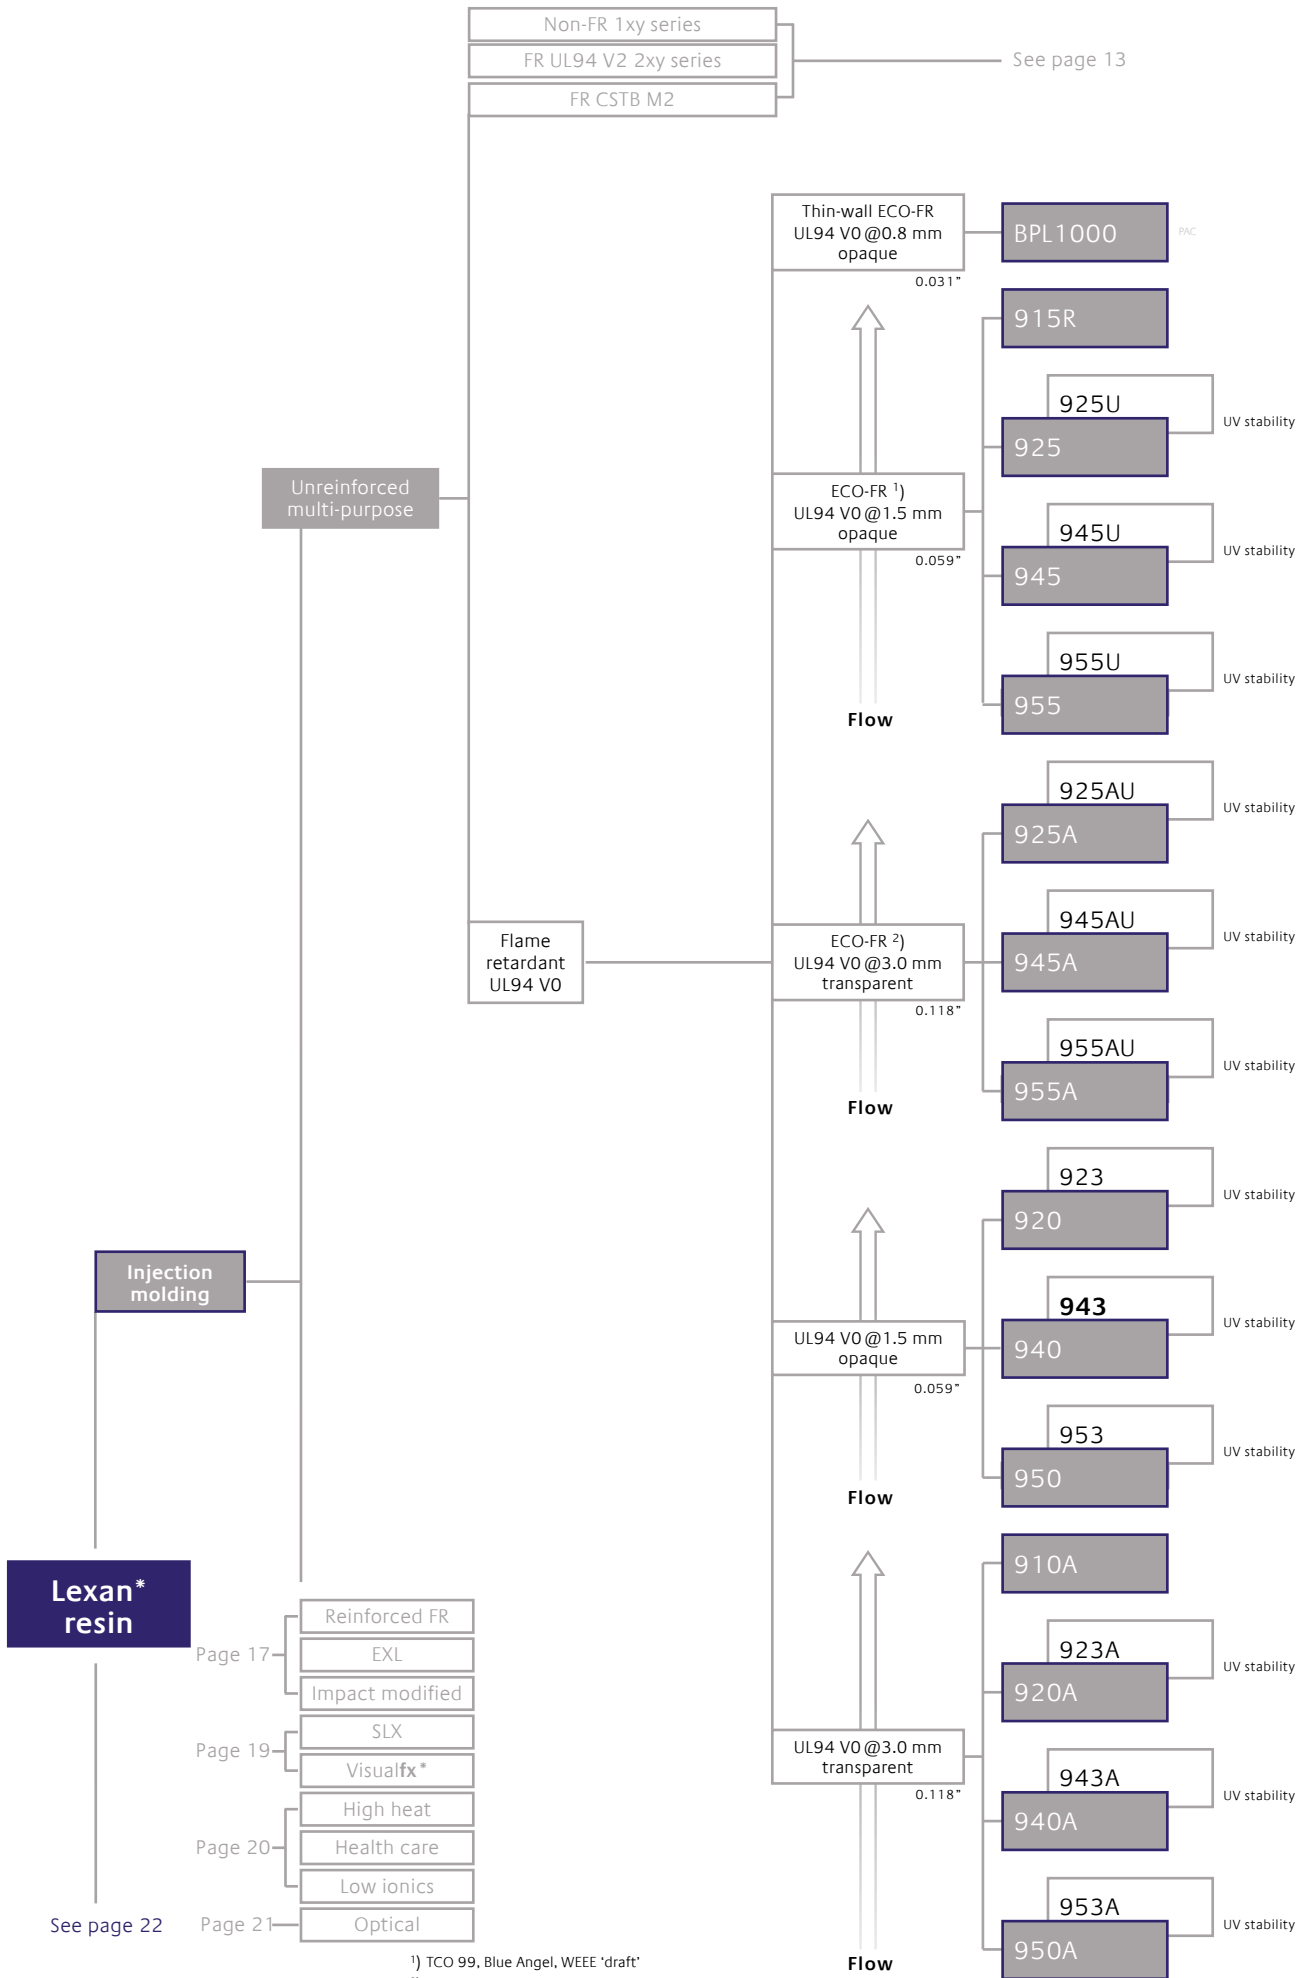 Non-FR 1xy series
FR UL94 V2 2xy series
FR CSTB M2
See page 13
Thin-wall ECO-FR
UL94 V0 @0.8 mm
opaque
0.031"
BPL1000
PAC
915R
925U
925
UV stability
ECO-FR 1)
UL94 V0 @1.5 mm
opaque
0.059"
945U
945
UV stability
955U
955
UV stability
Flow
Unreinforced
multi-purpose
925AU
925A
UV stability
Flame
retardant
UL94 V0
ECO-FR 2)
UL94 V0 @3.0 mm
transparent
0.118"
945AU
945A
UV stability
955AU
955A
UV stability
Flow
923
920
UV stability
Injection
molding
UL94 V0 @1.5 mm
opaque
0.059"
943
940
UV stability
953
950
UV stability
Flow
Lexan*
resin
910A
Page 17
Reinforced FR
EXL
Impact modified
923A
920A
UV stability
Page 19
SLX
Visualfx*
UL94 V0 @3.0 mm
transparent
0.118"
943A
940A
UV stability
Page 20
High heat
Health care
Low ionics
953A
950A
UV stability
See page 22
Page 21
Optical
Flow
1) TCO 99, Blue Angel, WEEE 'draft'